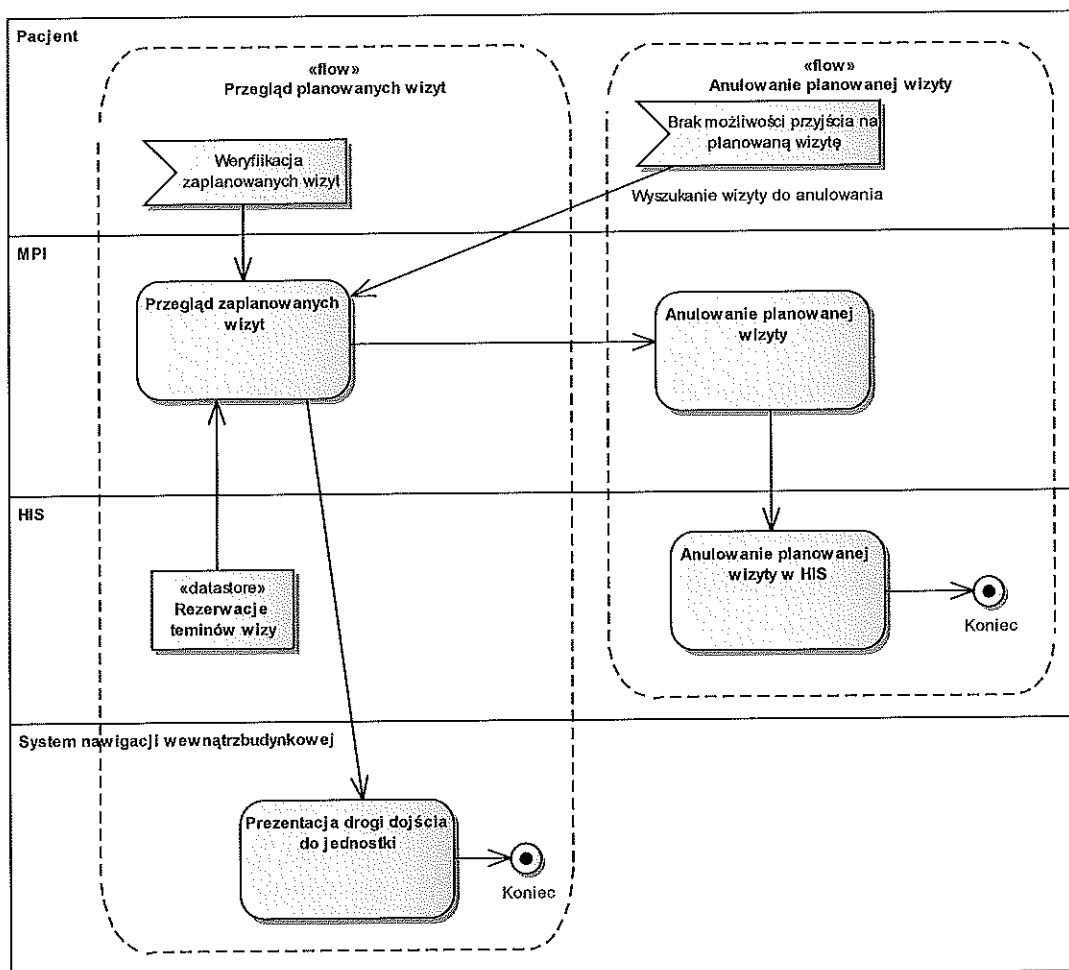 Pacjent
«flow»
Przegląd planowanych wizyt
«flow»
Anulowanie planowanej wizyty
Weryfiikacja
zaplanowanych wizyt
Brak możliwości przyjścia na
planowaną wizytę
Wyszukanie wizyty do anulowania
MPI
Przegląd zaplanowanych
wizyt
Anulowanie planowanej
wizyty
HIS
«datastore»
Rezerwacje
teminów wizy
Anulowanie planowanej
wizyty w HIS
Koniec
System nawigacji wewnątrzbudynkowej
Prezentacja drogi dojścia
do jednostki
Koniec